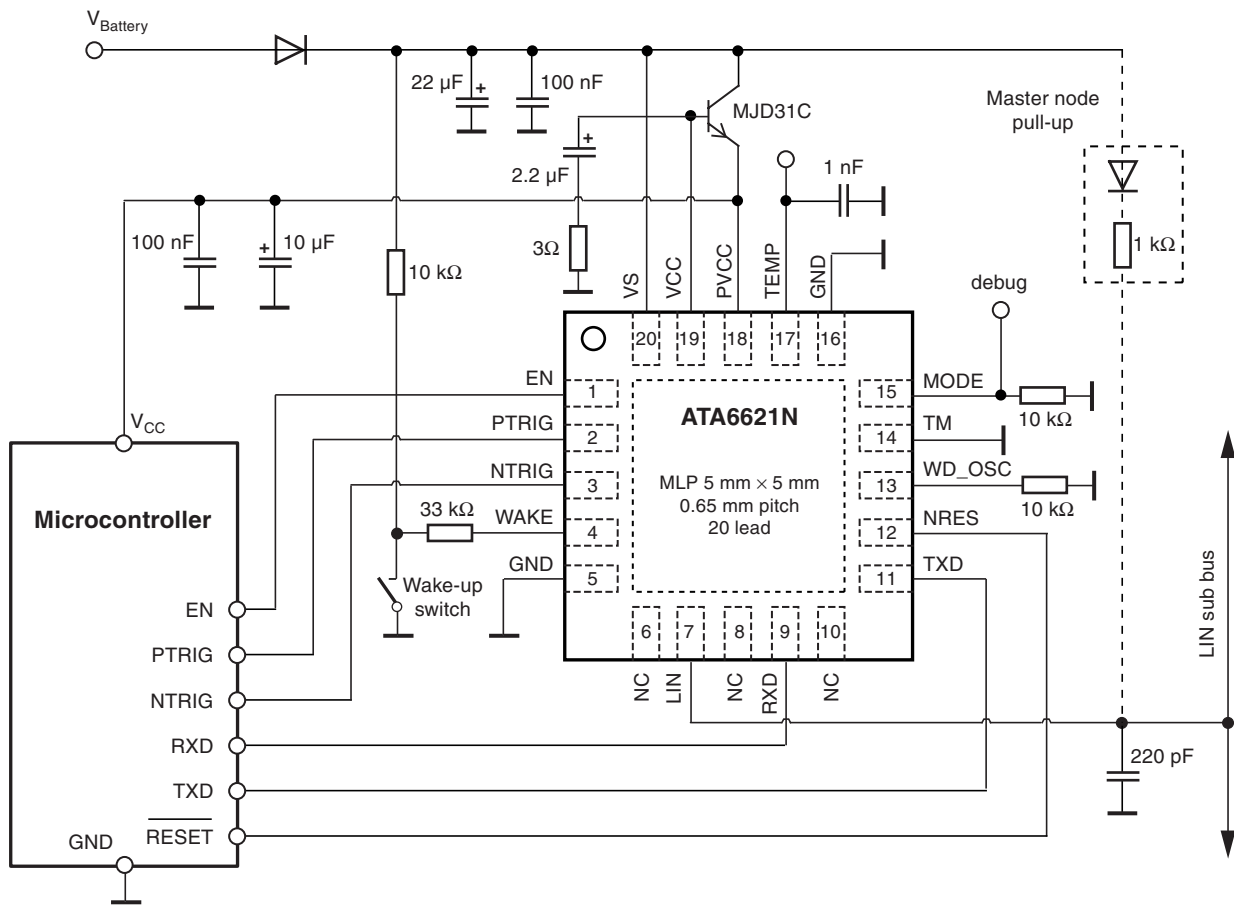 V_Battery
22 µF
+
100 nF
MJD31C
Master node
pull-up
+
2.2 µF
1 nF
100 nF
+
10 µF
10 kΩ
3Ω
1 kΩ
VS
VCC
PVCC
TEMP
GND
debug
20
19
18
17
16
EN
1
15
MODE
10 kΩ
V_CC
PTRIG
2
ATA6621N
14
TM
NTRIG
3
MLP 5 mm × 5 mm
0.65 mm pitch
20 lead
13
WD_OSC
10 kΩ
Microcontroller
33 kΩ
WAKE
4
12
NRES
GND
5
11
TXD
Wake-up
switch
6
7
8
9
10
NC
LIN
NC
RXD
NC
LIN sub bus
EN
PTRIG
NTRIG
RXD
TXD
RESET
GND
220 pF